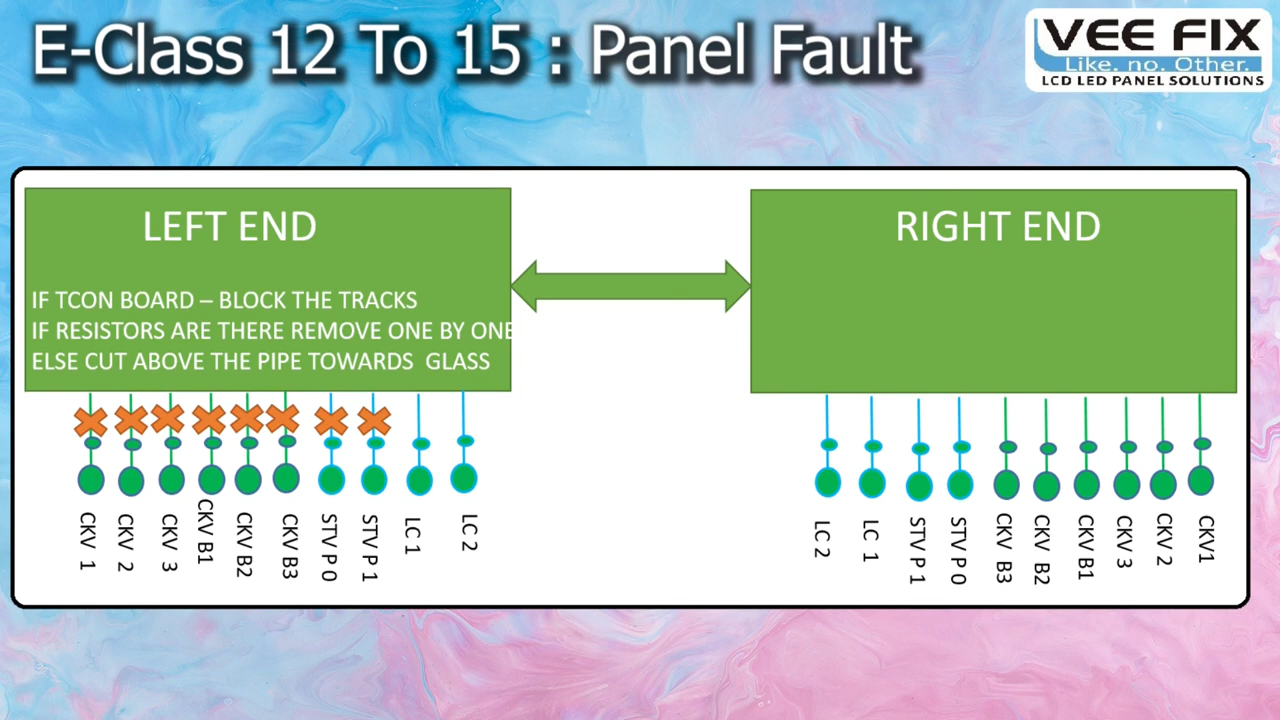 E-Class 12 To 15 : Panel Fault
VEE FIX
Like. no. Other.
LCD LED PANEL SOLUTIONS
LEFT END
IF TCON BOARD – BLOCK THE TRACKS
IF RESISTORS ARE THERE REMOVE ONE BY ONE
ELSE CUT ABOVE THE PIPE TOWARDS GLASS
RIGHT END
CKV 1
CKV 2
CKV 3
CKV B1
CKV B2
CKV B3
STV P 0
STV P 1
LC 1
LC 2
LC 2
LC 1
STV P 1
STV P 0
CKV B3
CKV B2
CKV B1
CKV 3
CKV 2
CKV1